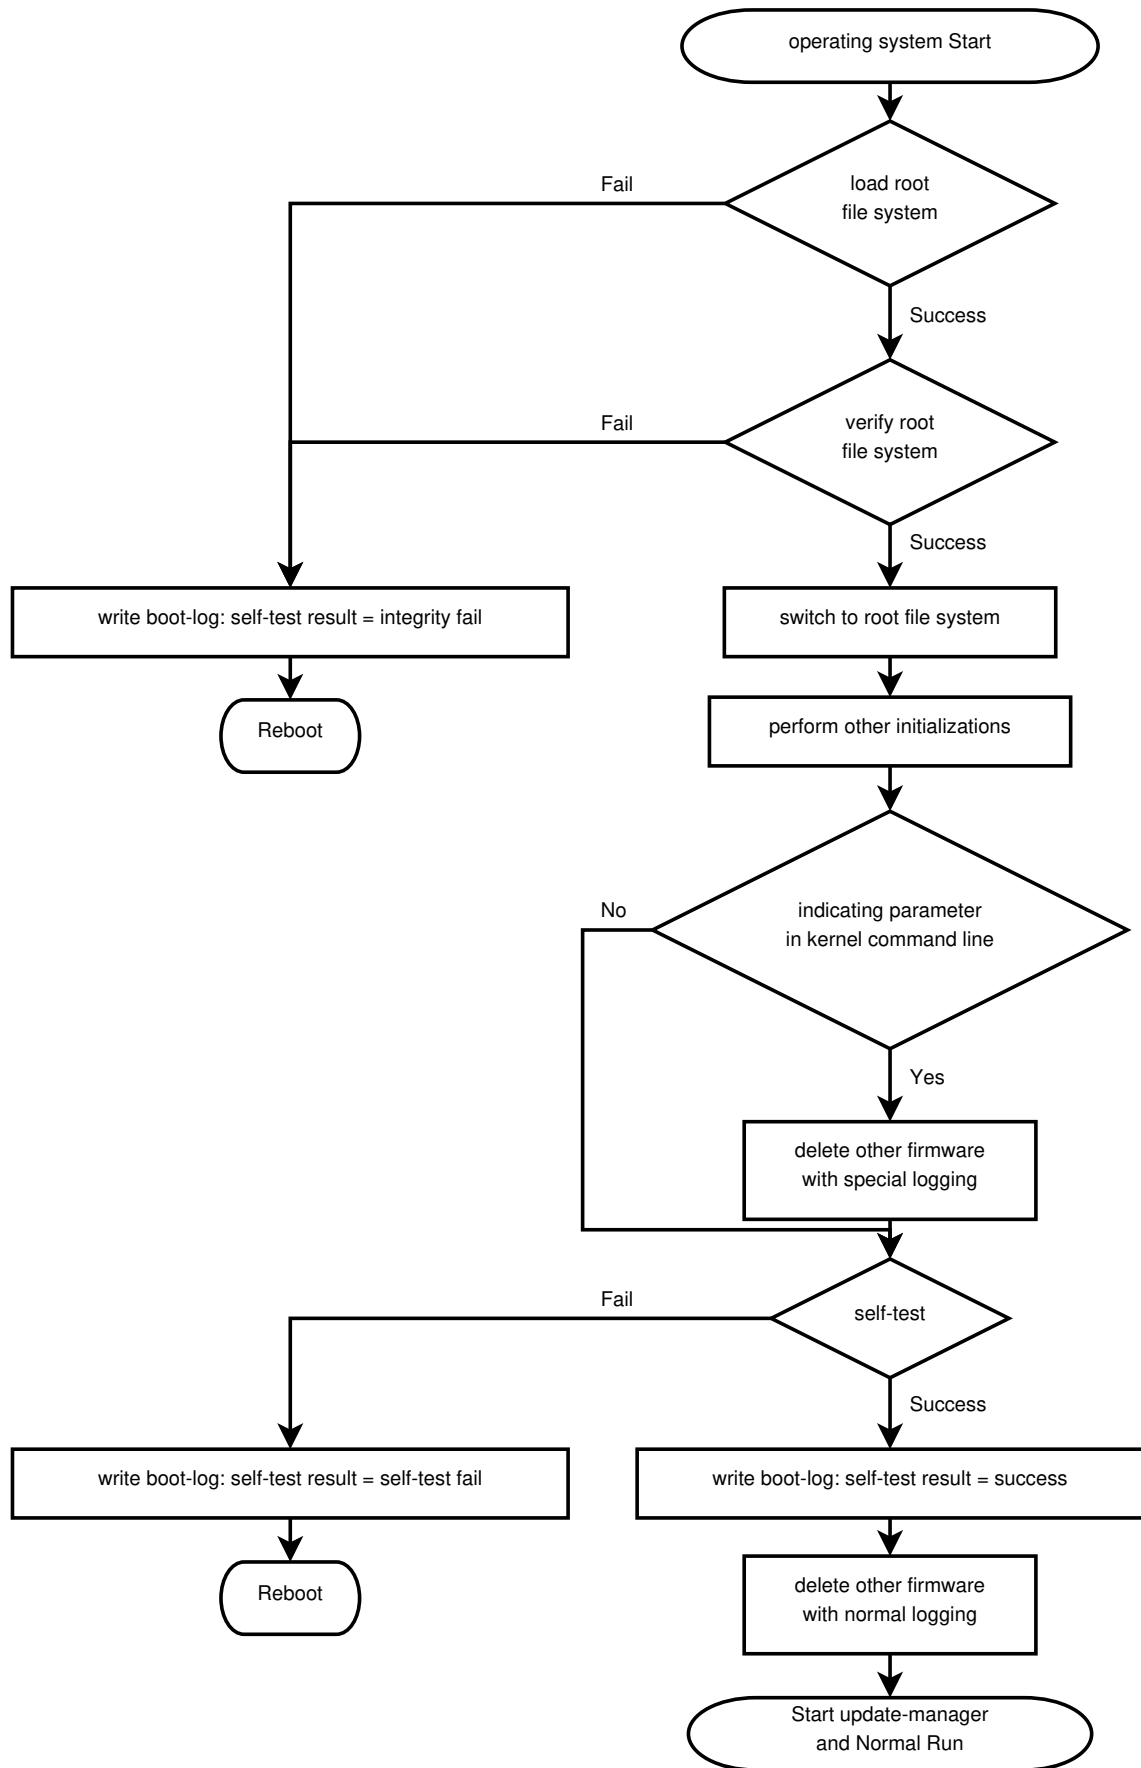 operating system Start
Fail
load root
file system
Success
Fail
verify root
file system
Success
write boot-log: self-test result = integrity fail
switch to root file system
Reboot
perform other initializations
No
indicating parameter
in kernel command line
Yes
delete other firmware
with special logging
Fail
self-test
Success
write boot-log: self-test result = self-test fail
write boot-log: self-test result = success
Reboot
delete other firmware
with normal logging
Start update-manager
and Normal Run